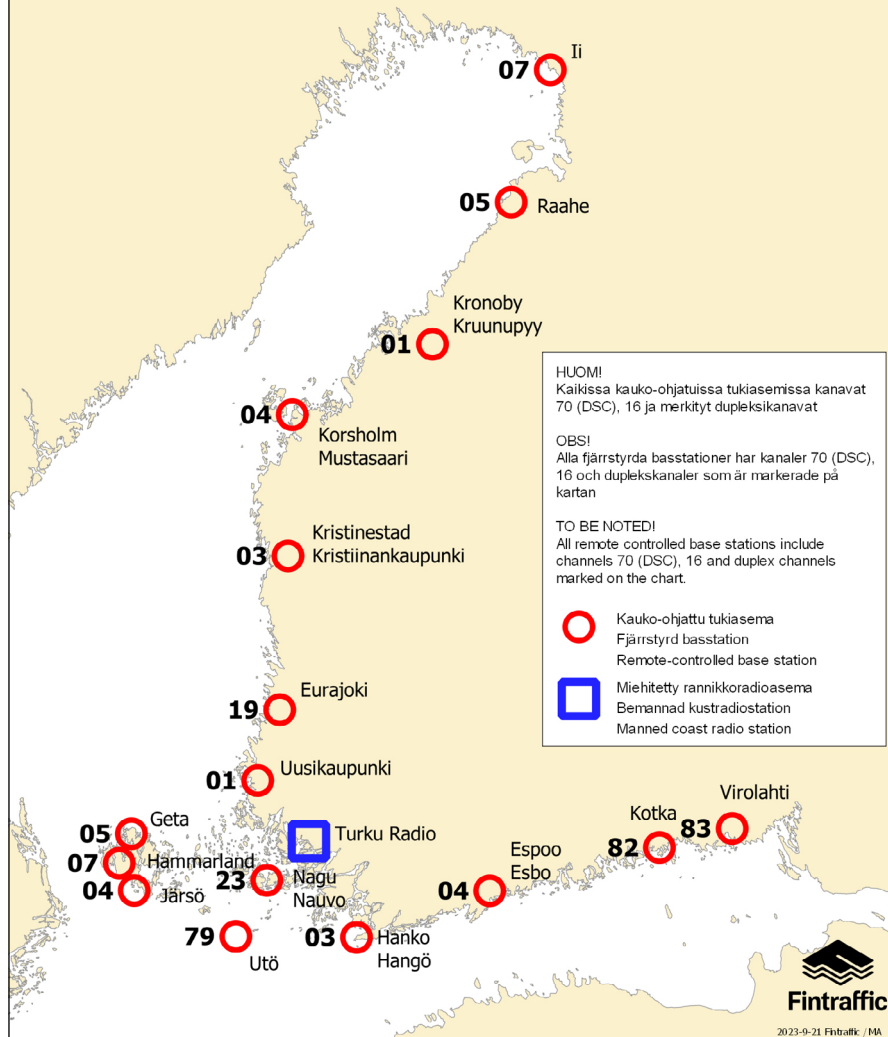 Ii
07
05
Raahe
Kronoby
Kruunupyy
01
04
Korsholm
Mustasaari
HUOM!
Kaikissa kauko-ohjatuissa tukiasemissa kanavat
70 (DSC), 16 ja merkityt dupleksikanavat
OBS!
Alla fjärrstyrda basstationer har kanaler 70 (DSC),
16 och duplekskanaler som är markerade på
kartan
TO BE NOTED!
All remote controlled base stations include
channels 70 (DSC), 16 and duplex channels
marked on the chart.
Kauko-ohjattu tukiasema
Fjärrstyrd basstation
Remote-controlled base station
Miehitetty rannikkoradioasema
Bemannad kustradiostation
Manned coast radio station
Kristinestad
03
Kristiinankaupunki
Eurajoki
19
Uusikaupunki
01
Geta
05
Turku Radio
07
Hammarland
04
Järsö
23
Nagu
Nauvo
79
Utö
03
Hanko
Hangö
Espoo
Esbo
04
Kotka
82
Virolahti
83
Fintraffic
2023-9-21 Fintraffic / MA